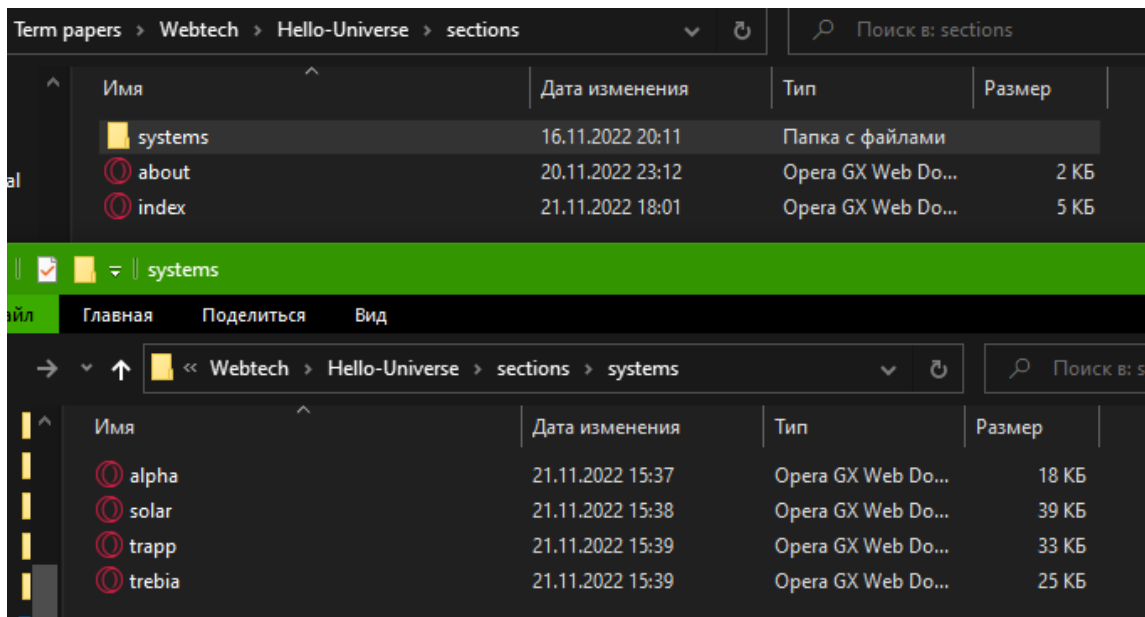 Term papers > Webtech > Hello-Universe > sections Поиск в: sections
Имя Дата изменения Тип Размер
systems 16.11.2022 20:11 Папка с файлами
al about 20.11.2022 23:12 Opera GX Web Do... 2 КБ
index 21.11.2022 18:01 Opera GX Web Do... 5 КБ
systems
айл Главная Поделиться Вид
« Webtech > Hello-Universe > sections > systems Поиск в: s
Имя Дата изменения Тип Размер
alpha 21.11.2022 15:37 Opera GX Web Do... 18 КБ
solar 21.11.2022 15:38 Opera GX Web Do... 39 КБ
trapp 21.11.2022 15:39 Opera GX Web Do... 33 КБ
trebia 21.11.2022 15:39 Opera GX Web Do... 25 КБ